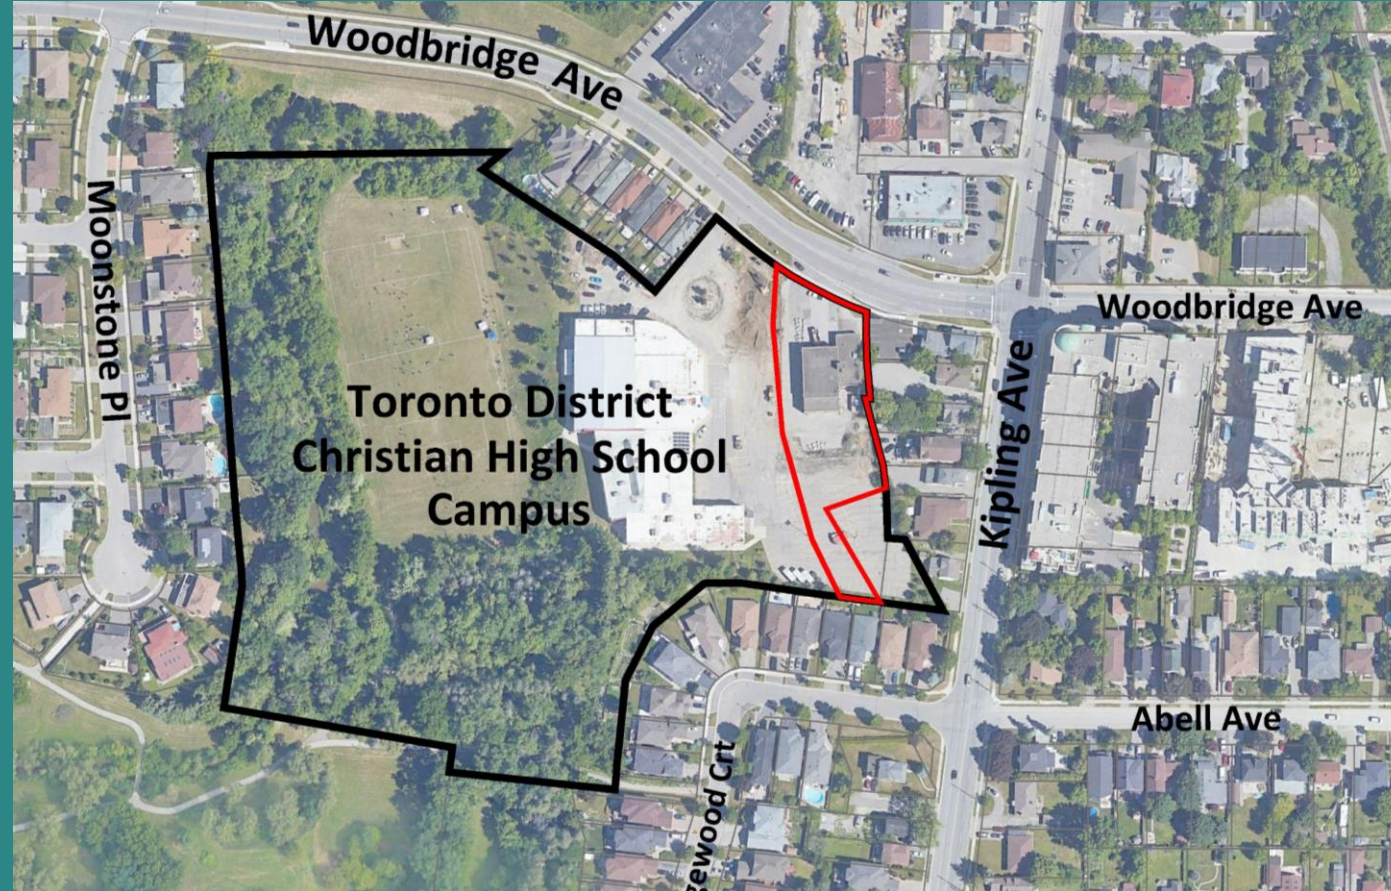 Woodbridge Ave
Moonstone Pl
Woodbridge Ave
Kipling Ave
Toronto District
Christian High School
Campus
Abell Ave